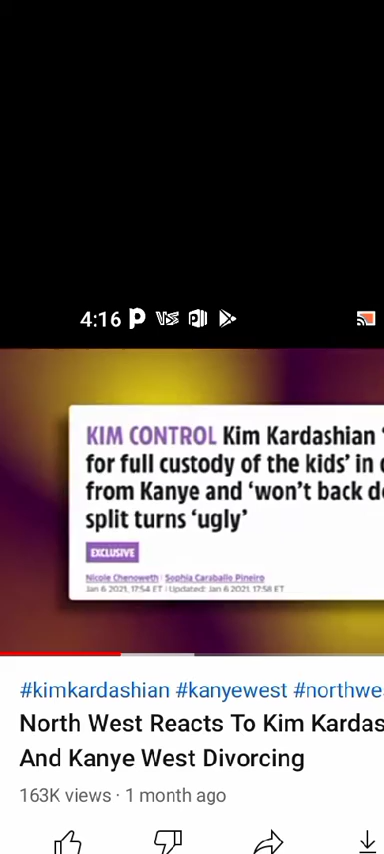 4:16
KIM CONTROL Kim Kardashian '
for full custody of the kids' in
from Kanye and 'won't back
split turns 'ugly'
EXCLUSIVE
Nicole Chenoweth | Sophia Caraballo Pineiro
Jan 6 2021, 17:54 ET | Updated: Jan 6 2021, 17:58 ET
#kimkardashian #kanyewest #northwe
North West Reacts To Kim Kardas
And Kanye West Divorcing
163K views · 1 month ago